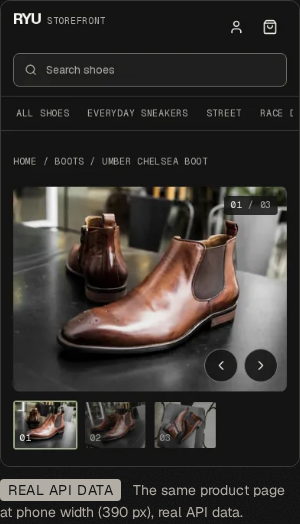 RYU STOREFRONT
Search shoes
ALL SHOES EVERYDAY SNEAKERS STREET RACE D
HOME / BOOTS / UMBER CHELSEA BOOT
01 / 03
01 02 03
REAL API DATA The same product page
at phone width (390 px), real API data.